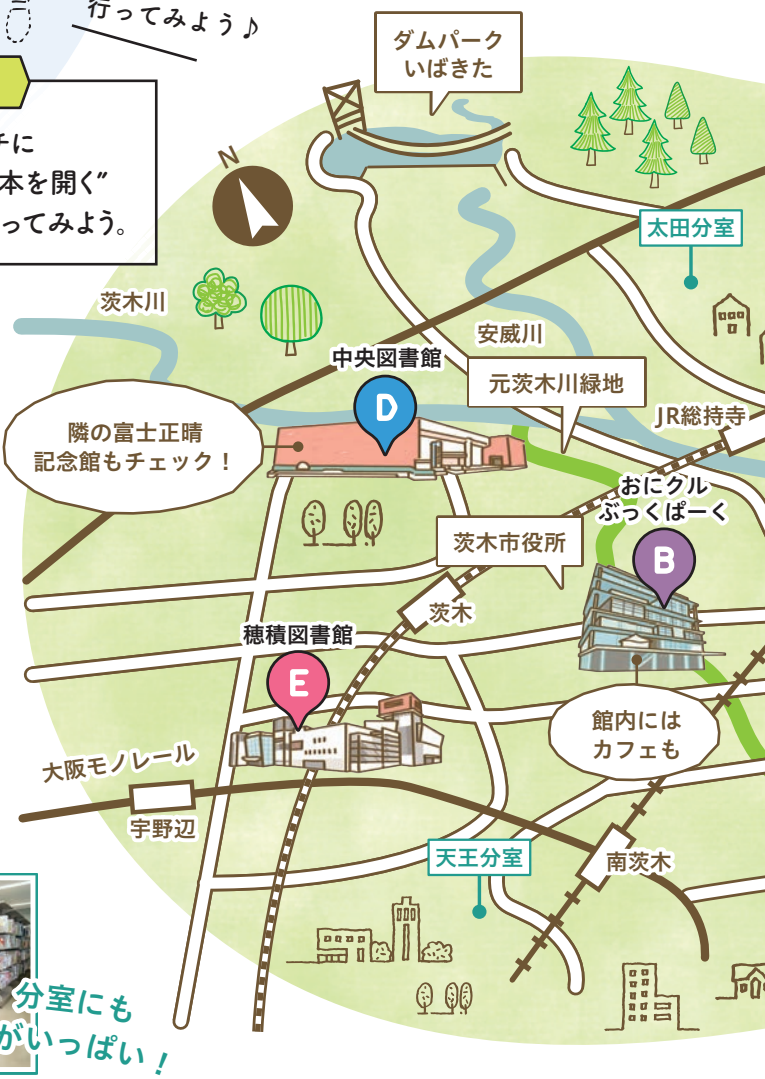 行ってみよう♪
ダムパーク
いばきた
チに
本を開く”
ってみよう。
N
太田分室
茨木川
安威川
中央図書館
D
元茨木川緑地
JR総持寺
隣の富士正晴
記念館もチェック！
おにクル
ぶっくぱーく
B
茨木市役所
茨木
穂積図書館
E
館内には
カフェも
大阪モノレール
宇野辺
天王分室
南茨木
分室にも
がいっぱい！